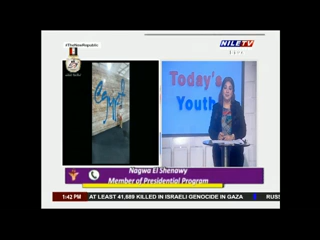 #TheNewRepublic
NILE TV
Today's
Youth
Nagwa El Shenawy
Member of Presidential Program
1:42 PM
AT LEAST 41,689 KILLED IN ISRAELI GENOCIDE IN GAZA
RUSS